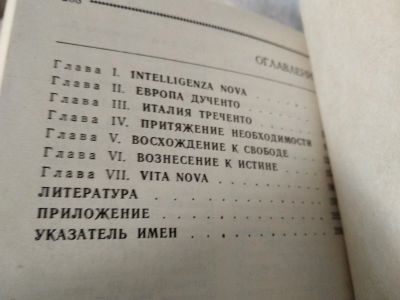 ОГЛАВЛЕНИЕ
Глава I. INTELLIGENZA NOVA
Глава II. ЕВРОПА ДУЧЕНТО
Глава III. ИТАЛИЯ ТРЕЧЕНТО
Глава IV. ПРИТЯЖЕНИЕ НЕОБХОДИМОСТИ
Глава V. ВОСХОЖДЕНИЕ К СВОБОДЕ
Глава VI. ВОЗНЕСЕНИЕ К ИСТИНЕ
Глава VII. VITA NOVA
ЛИТЕРАТУРА
ПРИЛОЖЕНИЕ
УКАЗАТЕЛЬ ИМЕН